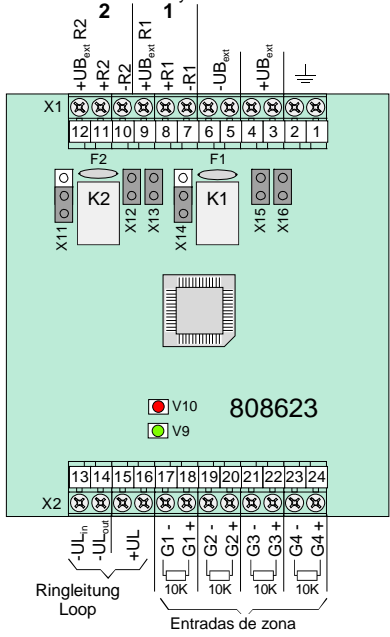 2 1
+UBext R2
+R2
-R2
+UBext R1
+R1
-R1
-UBext
+UBext
X1
12 11 10 9 8 7 6 5 4 3 2 1
F2 F1
K2 K1
X11 X12 X13 X14 X15 X16
V10
808623
V9
13 14 15 16 17 18 19 20 21 22 23 24
X2
-ULin
-ULout
+UL
G1 -
G1 +
G2 -
G2 +
G3 -
G3 +
G4 -
G4 +
10K 10K 10K 10K
Ringleitung
Loop
Entradas de zona